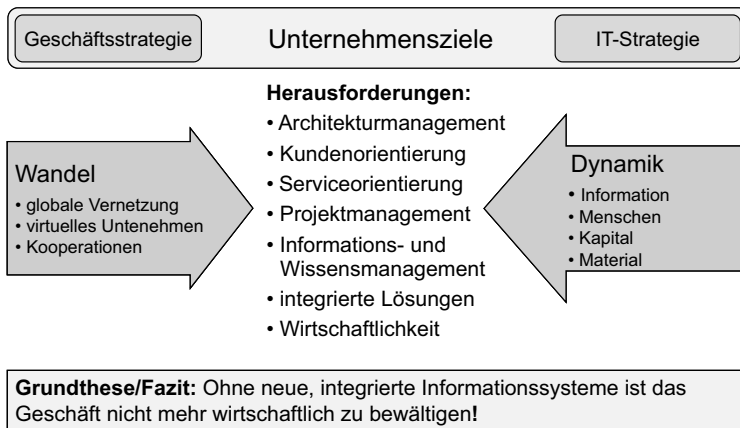 Geschäftsstrategie
Unternehmensziele
IT-Strategie
Herausforderungen:
• Architekturmanagement
• Kundenorientierung
• Serviceorientierung
• Projektmanagement
• Informations- und
Wissensmanagement
• integrierte Lösungen
• Wirtschaftlichkeit
Wandel
• globale Vernetzung
• virtuelles Untenehmen
• Kooperationen
Dynamik
• Information
• Menschen
• Kapital
• Material
Grundthese/Fazit: Ohne neue, integrierte Informationssysteme ist das
Geschäft nicht mehr wirtschaftlich zu bewältigen!